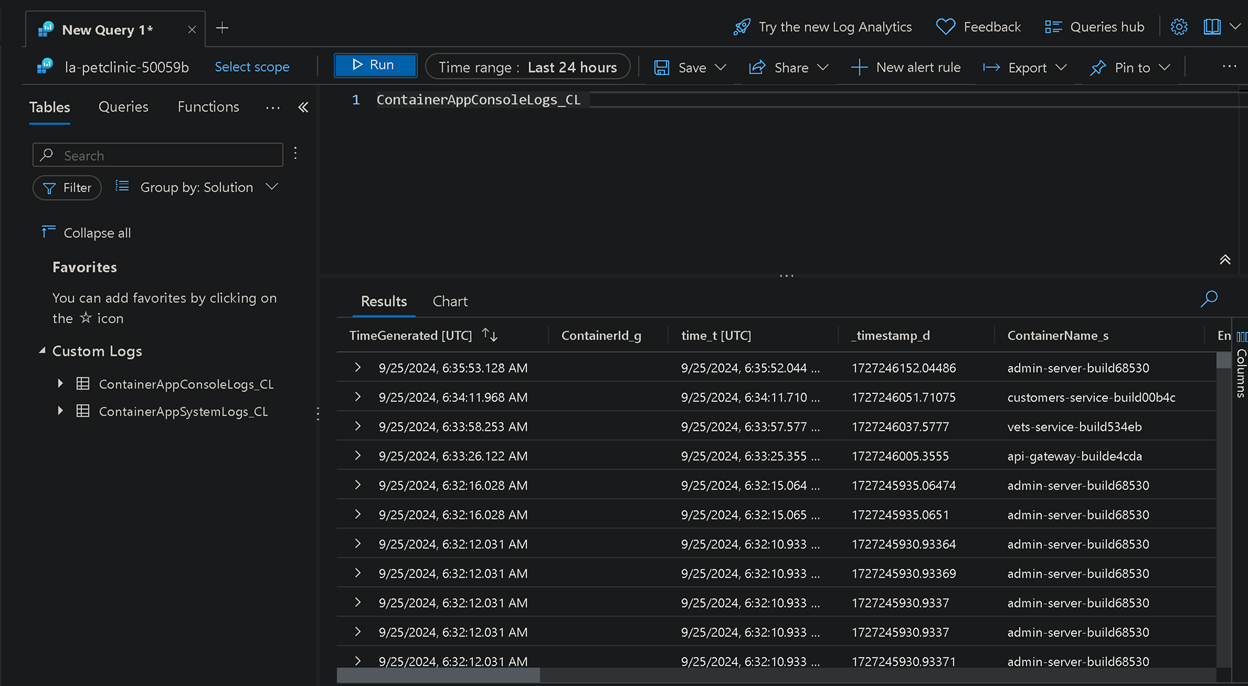 New Query 1*
Try the new Log Analytics
Feedback
Queries hub
la-petclinic-50059b
Select scope
Run
Time range : Last 24 hours
Save
Share
New alert rule
Export
Pin to
Tables
Queries
Functions
1 ContainerAppConsoleLogs_CL
Search
Filter
Group by: Solution
Collapse all
Favorites
You can add favorites by clicking on
the ☆ icon
Custom Logs
ContainerAppConsoleLogs_CL
ContainerAppSystemLogs_CL
Results
Chart
TimeGenerated [UTC] ContainerId_g time_t [UTC] _timestamp_d ContainerName_s En
9/25/2024, 6:35:53.128 AM 9/25/2024, 6:35:52.044 ... 1727246152.04486 admin-server-build68530
9/25/2024, 6:34:11.968 AM 9/25/2024, 6:34:11.710 ... 1727246051.71075 customers-service-build00b4c
9/25/2024, 6:33:58.253 AM 9/25/2024, 6:33:57.577 ... 1727246037.5777 vets-service-build534eb
9/25/2024, 6:33:26.122 AM 9/25/2024, 6:33:25.355 ... 1727246005.3555 api-gateway-builde4cda
9/25/2024, 6:32:16.028 AM 9/25/2024, 6:32:15.064 ... 1727245935.06474 admin-server-build68530
9/25/2024, 6:32:16.028 AM 9/25/2024, 6:32:15.065 ... 1727245935.0651 admin-server-build68530
9/25/2024, 6:32:12.031 AM 9/25/2024, 6:32:10.933 ... 1727245930.93364 admin-server-build68530
9/25/2024, 6:32:12.031 AM 9/25/2024, 6:32:10.933 ... 1727245930.93369 admin-server-build68530
9/25/2024, 6:32:12.031 AM 9/25/2024, 6:32:10.933 ... 1727245930.9337 admin-server-build68530
9/25/2024, 6:32:12.031 AM 9/25/2024, 6:32:10.933 ... 1727245930.9337 admin-server-build68530
9/25/2024, 6:32:12.031 AM 9/25/2024, 6:32:10.933 ... 1727245930.93371 admin-server-build68530
Columns